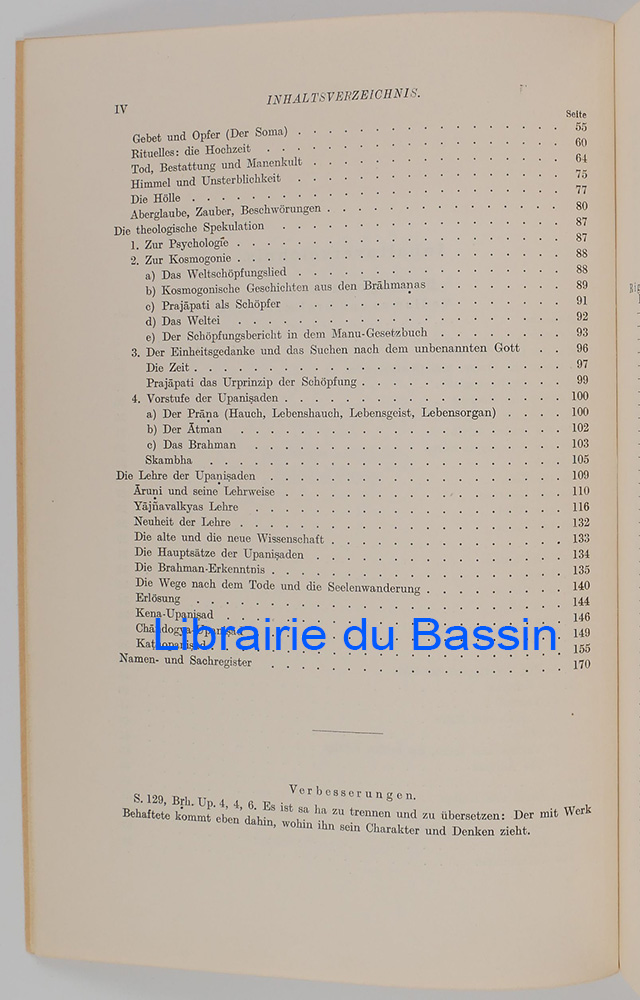 IV
INHALTSVERZEICHNIS.
Seite
Gebet und Opfer (Der Soma) . . . . . . . . . . . . . . 55
Rituelles: die Hochzeit . . . . . . . . . . . . . . 60
Tod, Bestattung und Manenkult . . . . . . . . . . . . . . 64
Himmel und Unsterblichkeit . . . . . . . . . . . . . . 75
Die Hölle . . . . . . . . . . . . . . 77
Aberglaube, Zauber, Beschwörungen . . . . . . . . . . . . . . 80
Die theologische Spekulation . . . . . . . . . . . . . . 87
1. Zur Psychologie . . . . . . . . . . . . . . 87
2. Zur Kosmogonie . . . . . . . . . . . . . . 88
a) Das Weltschöpfungslied . . . . . . . . . . . . . . 88
b) Kosmogonische Geschichten aus den Brāhmaṇas . . . . . . . . 89
c) Prajāpati als Schöpfer . . . . . . . . . . . . . . 91
d) Das Weltei . . . . . . . . . . . . . . 92
e) Der Schöpfungsbericht in dem Manu-Gesetzbuch . . . . . . . . 93
3. Der Einheitsgedanke und das Suchen nach dem unbenannten Gott . . 96
Die Zeit . . . . . . . . . . . . . . 97
Prajāpati das Urprinzip der Schöpfung . . . . . . . . . . . 99
4. Vorstufe der Upaniṣaden . . . . . . . . . . . . . . 100
a) Der Prāṇa (Hauch, Lebenshauch, Lebensgeist, Lebensorgan) . . . . 100
b) Der Ātman . . . . . . . . . . . . . . 102
c) Das Brahman . . . . . . . . . . . . . . 103
Skambha . . . . . . . . . . . . . . 105
Die Lehre der Upaniṣaden . . . . . . . . . . . . . . 109
Āruṇi und seine Lehrweise . . . . . . . . . . . . . . 110
Yājñavalkyas Lehre . . . . . . . . . . . . . . 116
Neuheit der Lehre . . . . . . . . . . . . . . 132
Die alte und die neue Wissenschaft . . . . . . . . . . . . . 133
Die Hauptsätze der Upaniṣaden . . . . . . . . . . . . . . 134
Die Brahman-Erkenntnis . . . . . . . . . . . . . . 135
Die Wege nach dem Tode und die Seelenwanderung . . . . . . . . . 140
Erlösung . . . . . . . . . . . . . . 144
Kena-Upaniṣad . . . . . . . . . . . . . . 146
Chāndogya-Upaniṣad . . . . . . . . . . . . . . 149
155
Namen- und Sachregister . . . . . . . . . . . . . . 170
Librairie du Bassin
Verbesserungen.
S. 129, Bṛh. Up. 4, 4, 6. Es ist sa ha zu trennen und zu übersetzen: Der mit Werk
Behaftete kommt eben dahin, wohin ihn sein Charakter und Denken zieht.